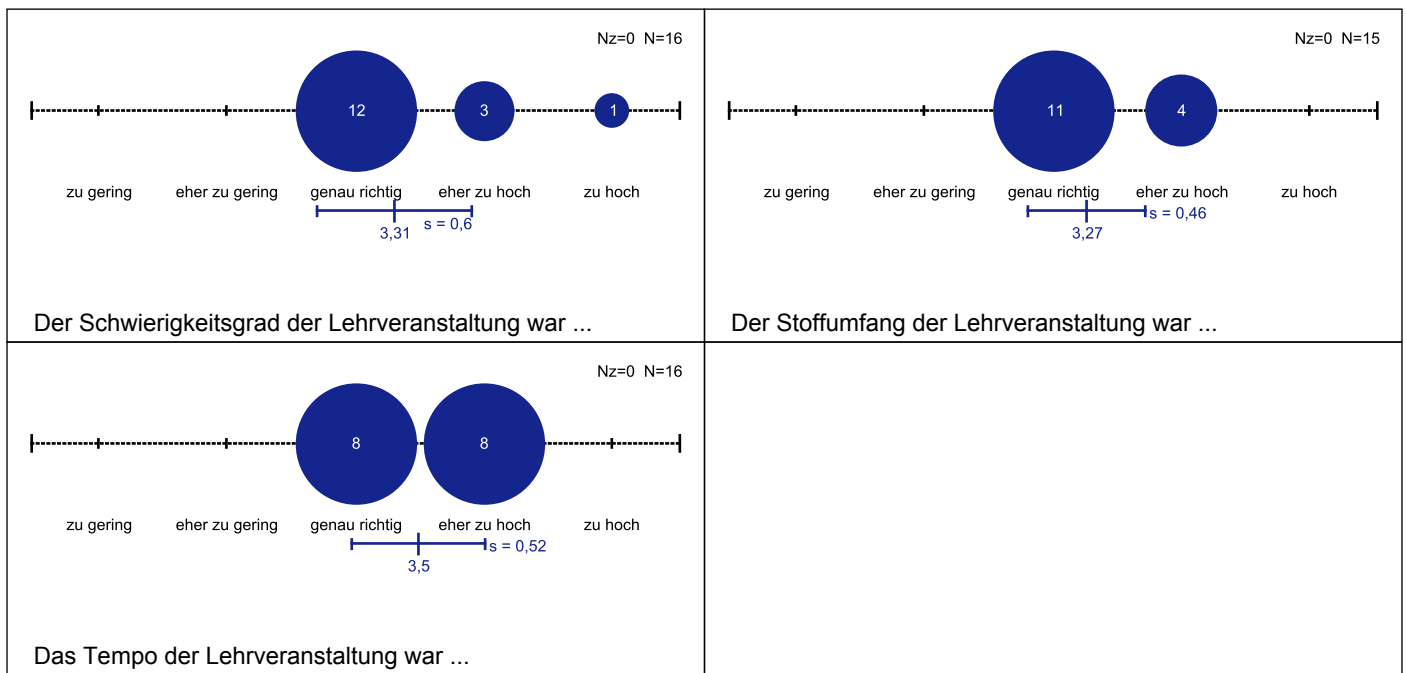 Nz=0 N=16
12 3 1
zu gering eher zu gering genau richtig eher zu hoch zu hoch
s = 0,6
3,31
Der Schwierigkeitsgrad der Lehrveranstaltung war ...
Nz=0 N=15
11 4
zu gering eher zu gering genau richtig eher zu hoch zu hoch
s = 0,46
3,27
Der Stoffumfang der Lehrveranstaltung war ...
Nz=0 N=16
8 8
zu gering eher zu gering genau richtig eher zu hoch zu hoch
s = 0,52
3,5
Das Tempo der Lehrveranstaltung war ...